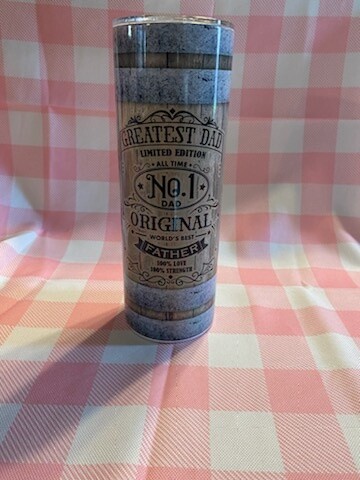 GREATEST DAD
LIMITED EDITION
• ALL TIME •
No.1
DAD
ORIGINAL
WORLD'S BEST
FATHER
100% LOVE
100% STRENGTH